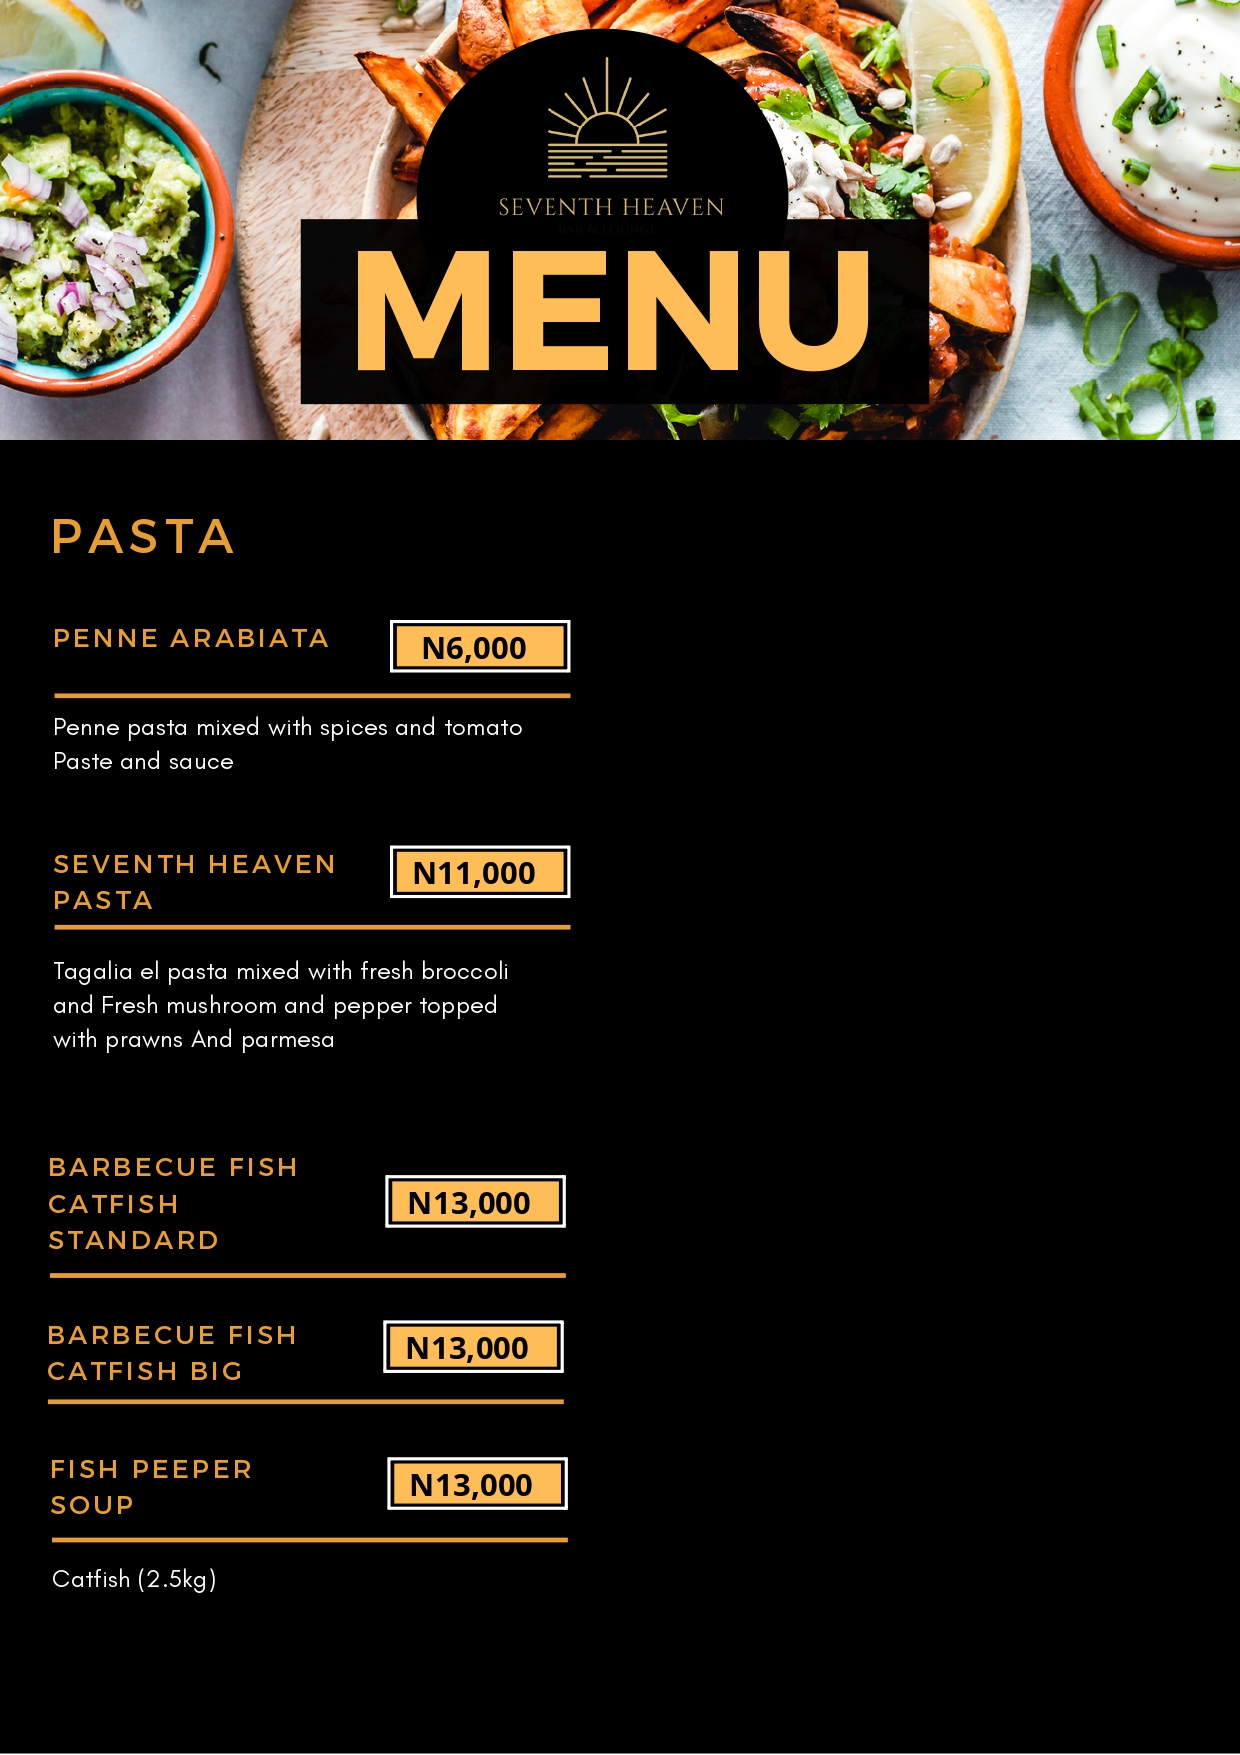 SEVENTH HEAVEN
BAR & LOUNGE
MENU
PASTA
PENNE ARABIATA
N6,000
Penne pasta mixed with spices and tomato
Paste and sauce
SEVENTH HEAVEN
PASTA
N11,000
Tagalia el pasta mixed with fresh broccoli
and Fresh mushroom and pepper topped
with prawns And parmesa
BARBECUE FISH
CATFISH
STANDARD
N13,000
BARBECUE FISH
CATFISH BIG
N13,000
FISH PEEPER
SOUP
N13,000
Catfish (2.5kg)